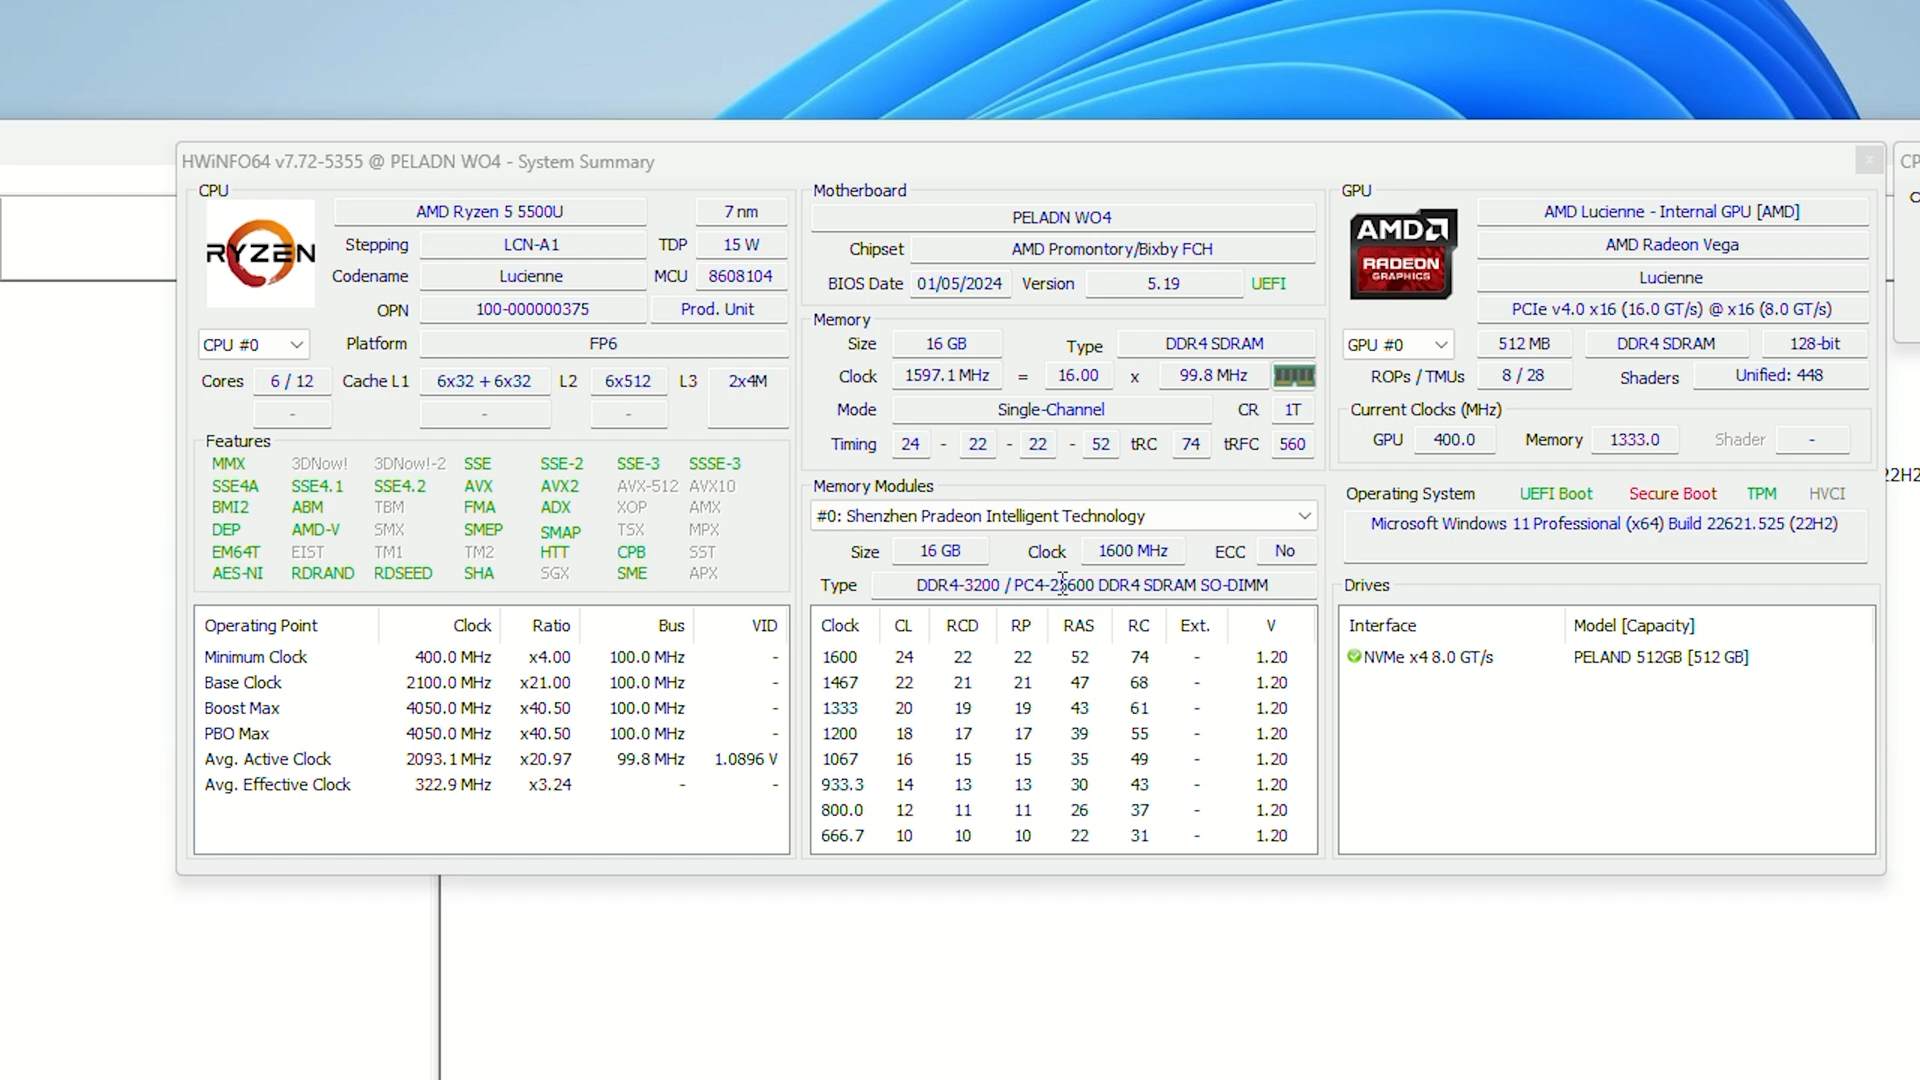 HWiNFO64 v7.72-5355 @ PELADN WO4 - System Summary
x
CP
CPU
RYZEN
AMD Ryzen 5 5500U
7 nm
Stepping
LCN-A1
TDP
15 W
Codename
Lucienne
MCU
8608104
OPN
100-000000375
Prod. Unit
CPU #0
Platform
FP6
Cores
6 / 12
Cache L1
6x32 + 6x32
L2
6x512
L3
2x4M
-
-
-
Features
MMX 3DNow! 3DNow!-2 SSE SSE-2 SSE-3 SSSE-3
SSE4A SSE4.1 SSE4.2 AVX AVX2 AVX-512 AVX10
BMI2 ABM TBM FMA ADX XOP AMX
DEP AMD-V SMX SMEP SMAP TSX MPX
EM64T EIST TM1 TM2 HTT CPB SST
AES-NI RDRAND RDSEED SHA SGX SME APX
Operating Point Clock Ratio Bus VID
Minimum Clock 400.0 MHz x4.00 100.0 MHz -
Base Clock 2100.0 MHz x21.00 100.0 MHz -
Boost Max 4050.0 MHz x40.50 100.0 MHz -
PBO Max 4050.0 MHz x40.50 100.0 MHz -
Avg. Active Clock 2093.1 MHz x20.97 99.8 MHz 1.0896 V
Avg. Effective Clock 322.9 MHz x3.24 - -
Motherboard
PELADN WO4
Chipset
AMD Promontory/Bixby FCH
BIOS Date
01/05/2024
Version
5.19
UEFI
Memory
Size
16 GB
Type
DDR4 SDRAM
Clock
1597.1 MHz
=
16.00
x
99.8 MHz
Mode
Single-Channel
CR
1T
Timing
24 - 22 - 22 - 52 tRC 74 tRFC 560
Memory Modules
#0: Shenzhen Pradeon Intelligent Technology
Size
16 GB
Clock
1600 MHz
ECC
No
Type
DDR4-3200 / PC4-25600 DDR4 SDRAM SO-DIMM
Clock CL RCD RP RAS RC Ext. V
1600 24 22 22 52 74 - 1.20
1467 22 21 21 47 68 - 1.20
1333 20 19 19 43 61 - 1.20
1200 18 17 17 39 55 - 1.20
1067 16 15 15 35 49 - 1.20
933.3 14 13 13 30 43 - 1.20
800.0 12 11 11 26 37 - 1.20
666.7 10 10 10 22 31 - 1.20
GPU
AMD
RADEON
GRAPHICS
AMD Lucienne - Internal GPU [AMD]
AMD Radeon Vega
Lucienne
PCIe v4.0 x16 (16.0 GT/s) @ x16 (8.0 GT/s)
GPU #0
512 MB
DDR4 SDRAM
128-bit
ROPs / TMUs
8 / 28
Shaders
Unified: 448
Current Clocks (MHz)
GPU
400.0
Memory
1333.0
Shader
-
Operating System
UEFI Boot
Secure Boot
TPM
HVCI
Microsoft Windows 11 Professional (x64) Build 22621.525 (22H2)
Drives
Interface Model [Capacity]
NVMe x4 8.0 GT/s PELAND 512GB [512 GB]
22H2